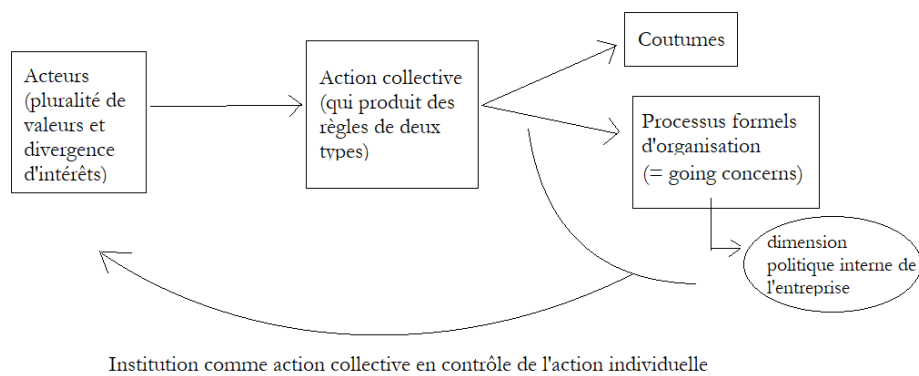 Acteurs
(pluralité de
valeurs et
divergence
d'intérêts)
Action collective
(qui produit des
règles de deux
types)
Coutumes
Processus formels
d'organisation
(= going concerns)
dimension
politique interne de
l'entreprise
Institution comme action collective en contrôle de l'action individuelle